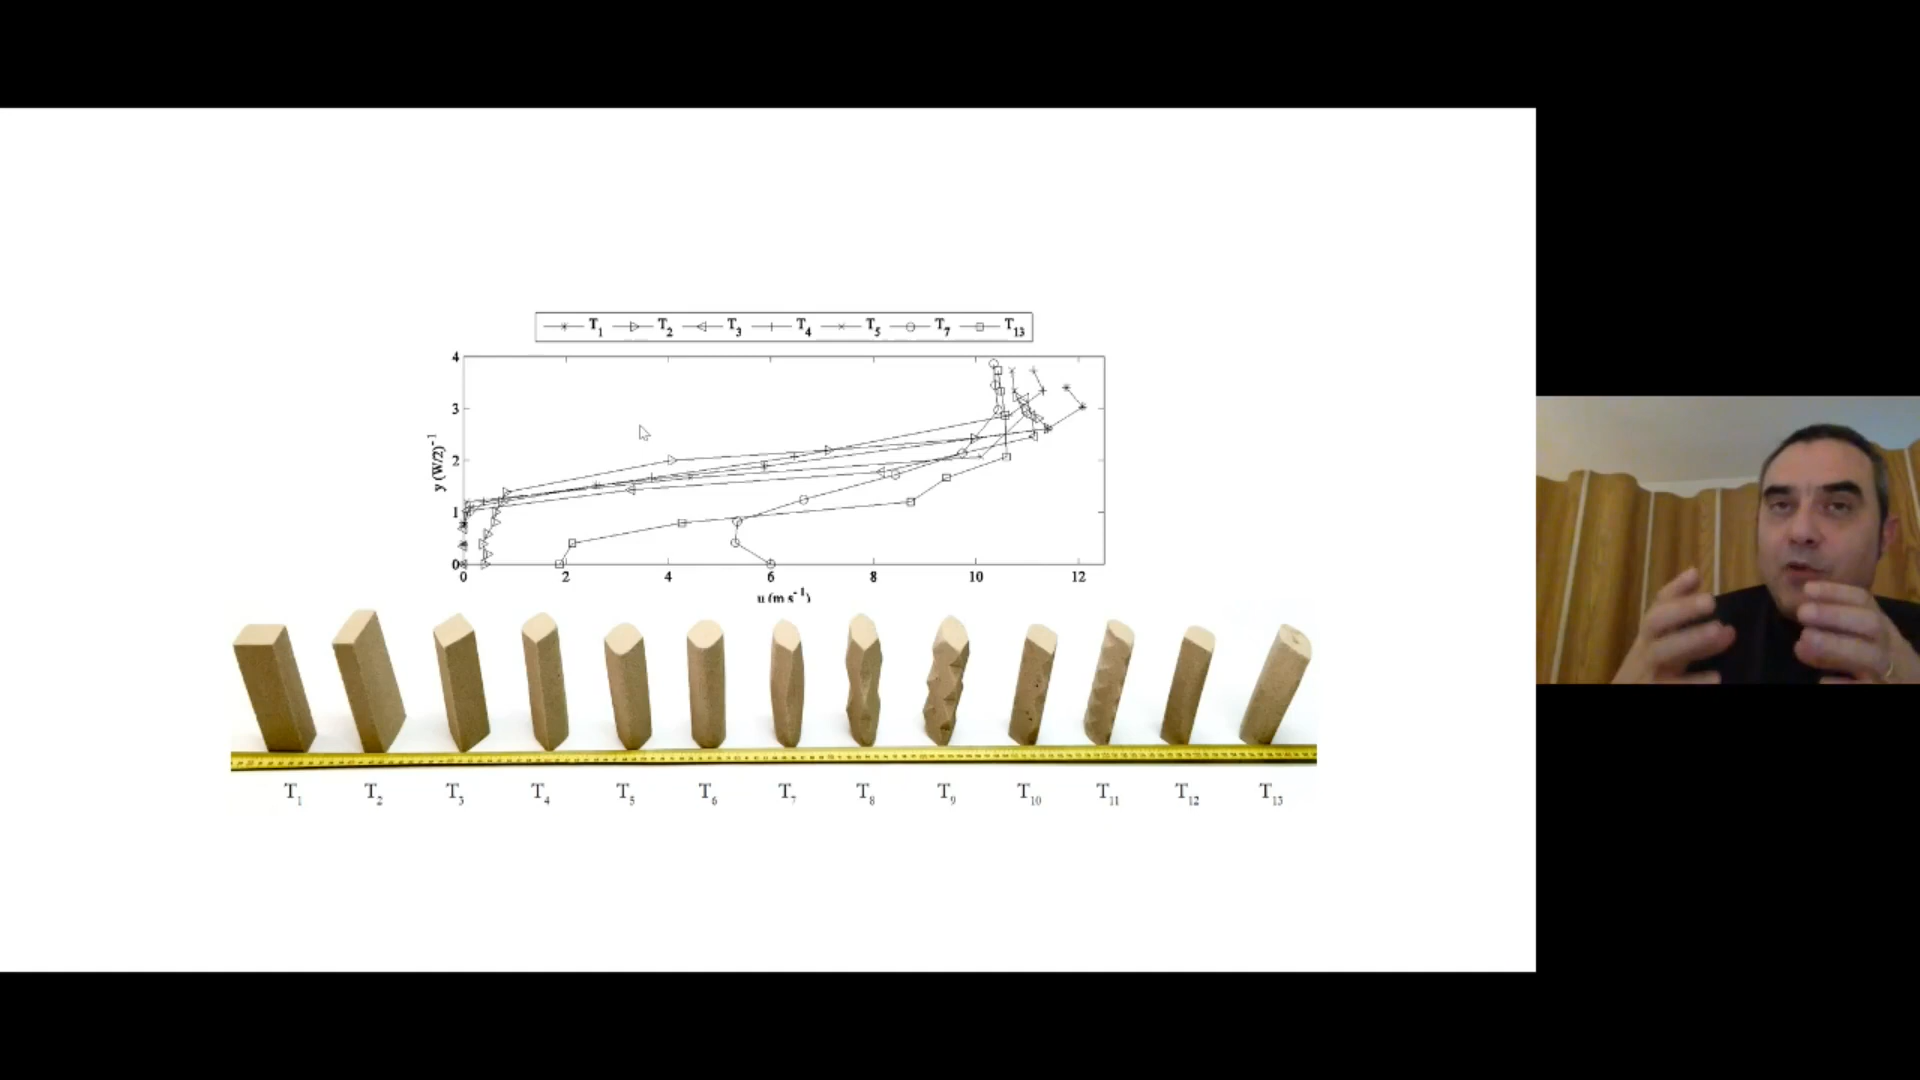 T1 T2 T3 T4 T5 T7 T13
4
3
2
1
0
y (W/2)-1
0 2 4 6 8 10 12
u (m s-1)
T1 T2 T3 T4 T5 T6 T7 T8 T9 T10 T11 T12 T13